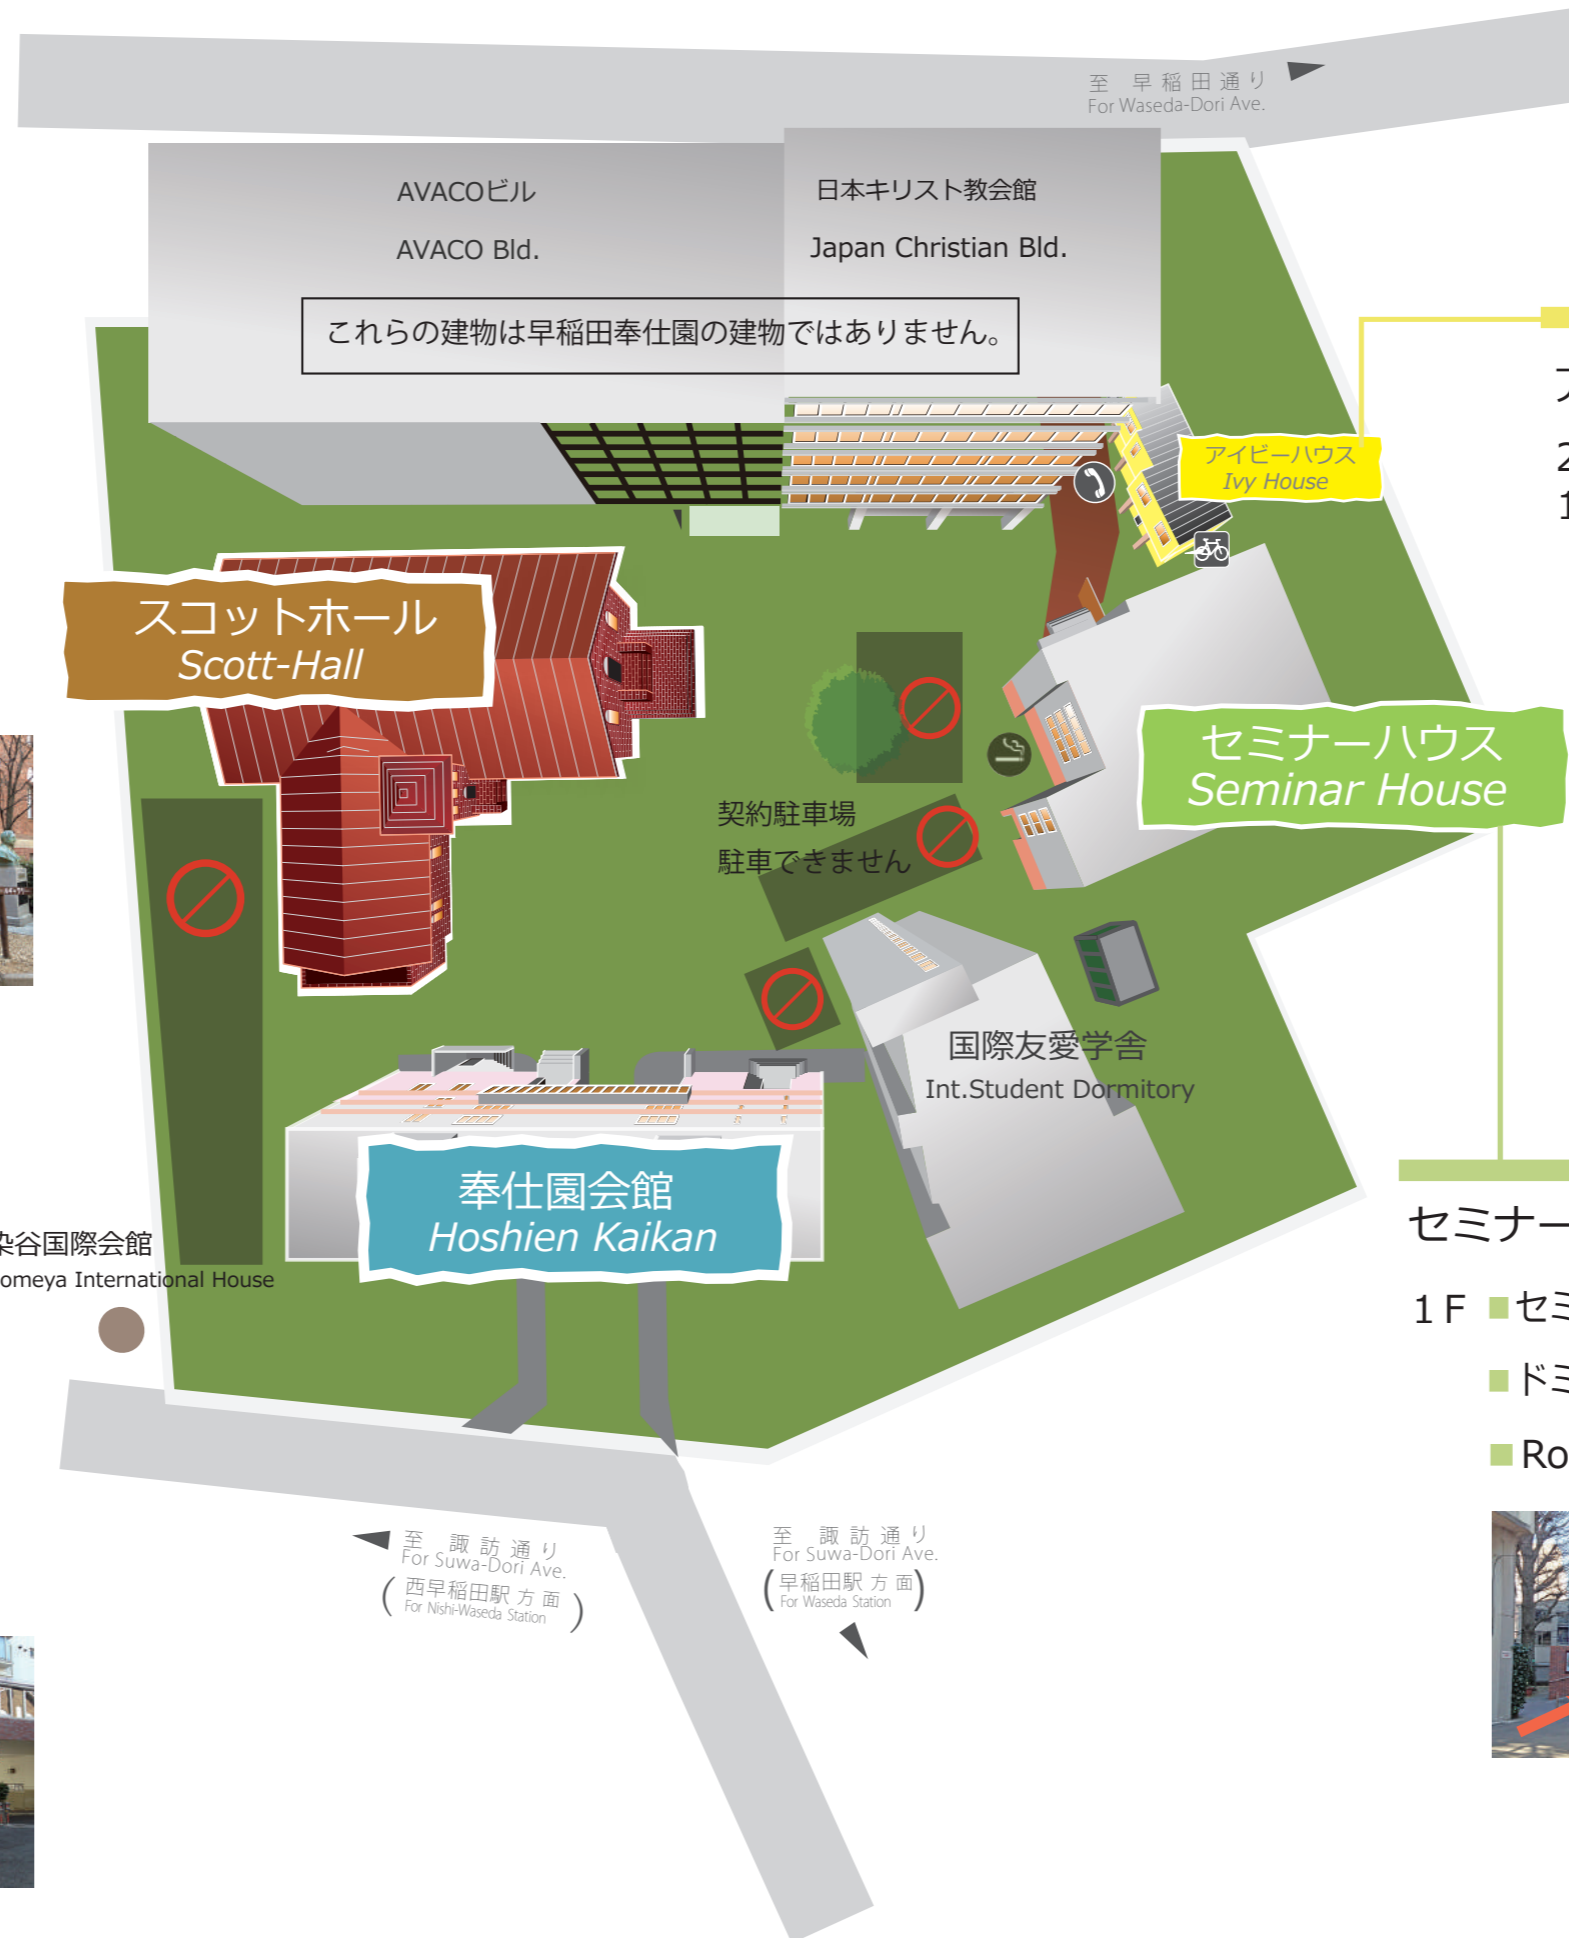 至 早稲田通り
For Waseda-Dori Ave.
AVACOビル
AVACO Bld.
日本キリスト教会館
Japan Christian Bld.
これらの建物は早稲田奉仕園の建物ではありません。
アイビーハウス
Ivy House
スコットホール
Scott-Hall
セミナーハウス
Seminar House
契約駐車場
駐車できません
国際友愛学舎
Int.Student Dormitory
奉仕園会館
Hoshien Kaikan
染谷国際会館
omeya International House
セミナー
1F ■セミ
■ドミ
■Ro
至 諏訪通り
For Suwa-Dori Ave.
(西早稲田駅 方面)
For Nishi-Waseda Station
至 諏訪通り
For Suwa-Dori Ave.
(早稲田駅 方面)
For Waseda Station